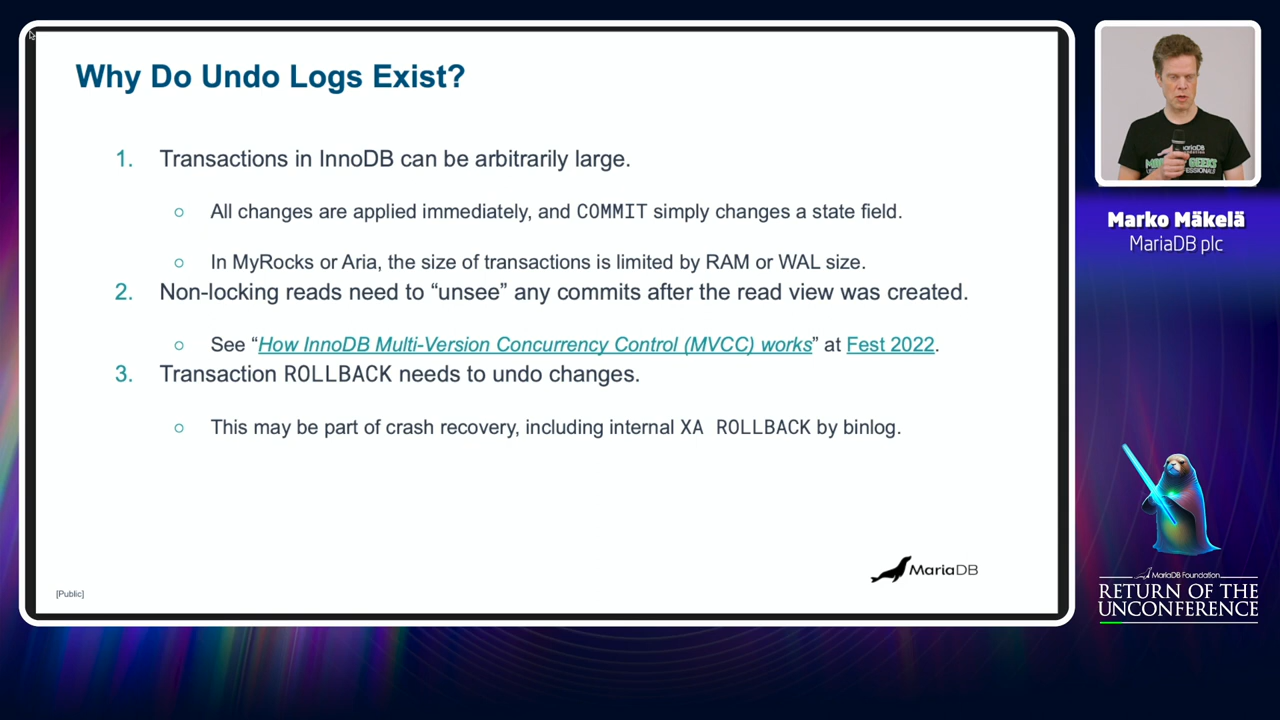 Why Do Undo Logs Exist?
1. Transactions in InnoDB can be arbitrarily large.
○ All changes are applied immediately, and COMMIT simply changes a state field.
○ In MyRocks or Aria, the size of transactions is limited by RAM or WAL size.
2. Non-locking reads need to “unsee” any commits after the read view was created.
○ See “How InnoDB Multi-Version Concurrency Control (MVCC) works” at Fest 2022.
3. Transaction ROLLBACK needs to undo changes.
○ This may be part of crash recovery, including internal XA ROLLBACK by binlog.
MariaDB
[Public]
Marko Mäkelä
MariaDB plc
MariaDB Foundation
RETURN OF THE
UNCONFERENCE